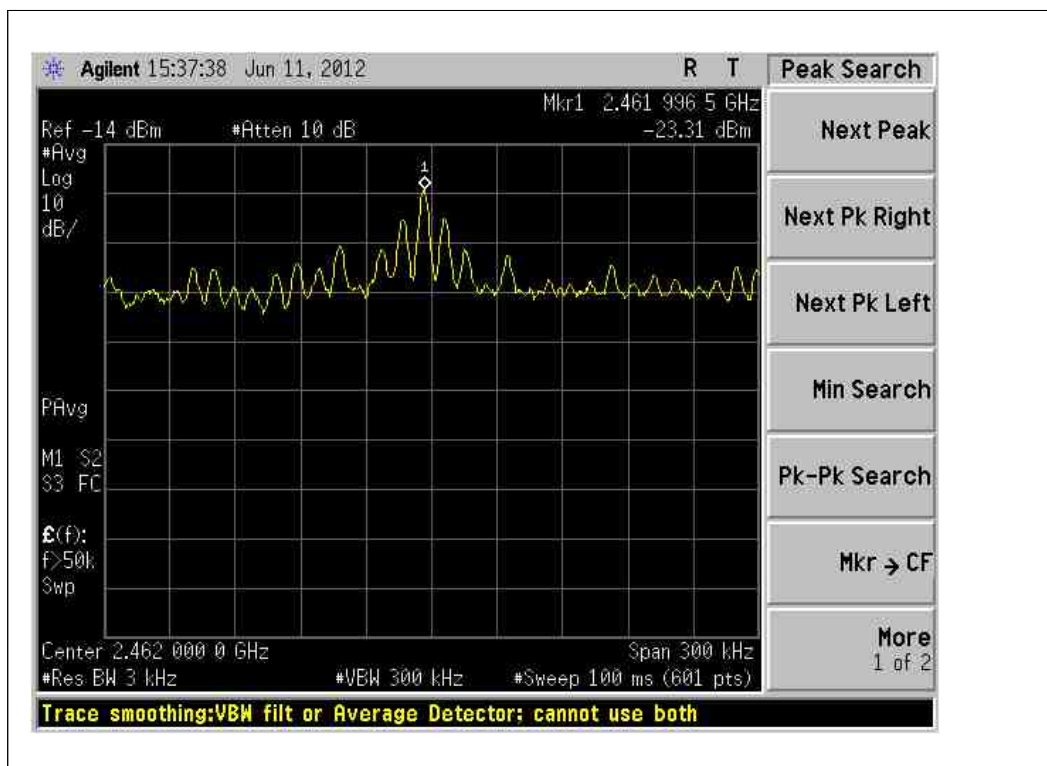 Agilent 15:37:38 Jun 11, 2012 R T
Peak Search
Mkr1 2.461 996 5 GHz
Ref -14 dBm #Atten 10 dB -23.31 dBm
#Avg
Log
10
dB/
1
PAvg
M1 S2
S3 FC
£(f):
f>50k
Swp
Center 2.462 000 0 GHz Span 300 kHz
#Res BW 3 kHz #VBW 300 kHz #Sweep 100 ms (601 pts)
Trace smoothing:VBW filt or Average Detector; cannot use both
Next Peak
Next Pk Right
Next Pk Left
Min Search
Pk-Pk Search
Mkr → CF
More
1 of 2